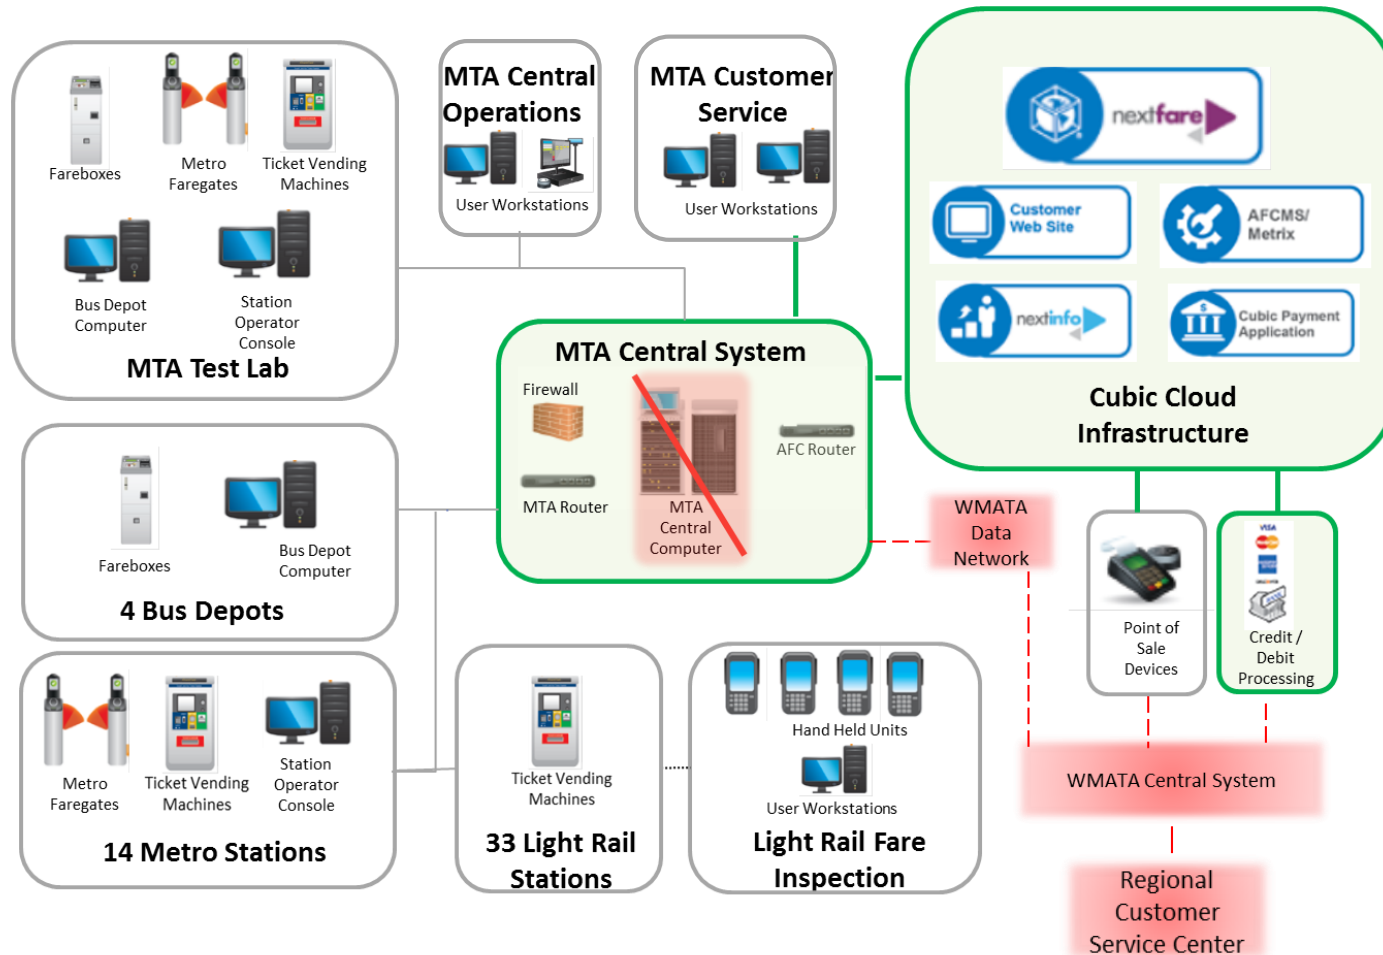 Fareboxes
Metro
Faregates
Ticket Vending
Machines
Bus Depot
Computer
Station
Operator
Console
MTA Test Lab
MTA Central
Operations
User Workstations
MTA Customer
Service
User Workstations
nextfare
Customer
Web Site
AFCMS/
Metrix
nextinfo
Cubic Payment
Application
Cubic Cloud
Infrastructure
MTA Central System
Firewall
MTA Router
MTA
Central
Computer
AFC Router
Fareboxes
Bus Depot
Computer
4 Bus Depots
WMATA
Data
Network
Point of
Sale
Devices
VISA
Credit /
Debit
Processing
Metro
Faregates
Ticket Vending
Machines
Station
Operator
Console
14 Metro Stations
Ticket Vending
Machines
33 Light Rail
Stations
Hand Held Units
User Workstations
Light Rail Fare
Inspection
WMATA Central System
Regional
Customer
Service Center